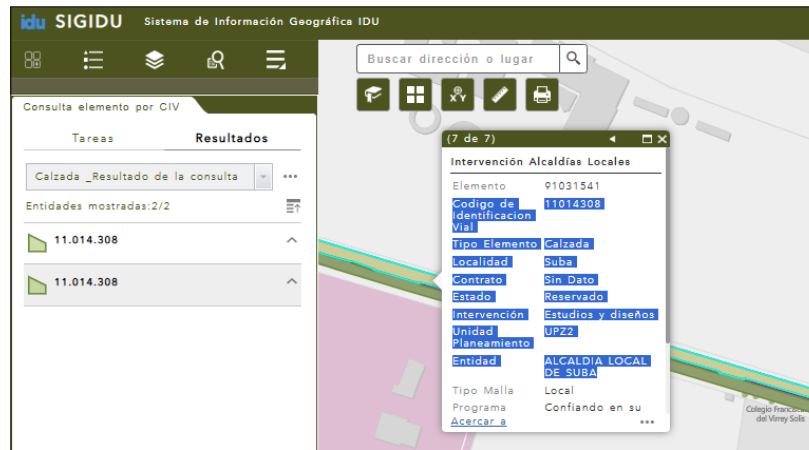 idu SIGIDU Sistema de Información Geográfica IDU
Buscar dirección o lugar
Consulta elemento por CIV
Tareas Resultados
Calzada _Resultado de la consulta
Entidades mostradas:2/2
11.014.308
11.014.308
(7 de 7)
Intervención Alcaldías Locales
Elemento 91031541
Codigo de Identificacion Vial 11014308
Tipo Elemento Calzada
Localidad Suba
Contrato Sin Dato
Estado Reservado
Intervención Estudios y diseños
Unidad Planeamiento UPZ2
Entidad ALCALDIA LOCAL DE SUBA
Tipo Malla Local
Programa Confiando en su
Acercar a
Colegio Francisc
del Virrey Solis